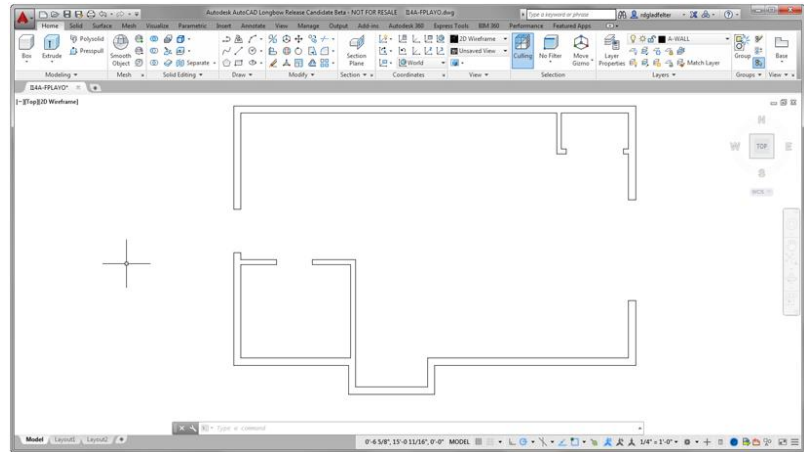 Autodesk AutoCAD Longbow Release Candidate Beta - NOT FOR RESALE I14A-FPLAYO.dwg
Type a keyword or phrase
rdgladfelter
Home Solid Surface Mesh Visualize Parametric Insert Annotate View Manage Output Add-ins Autodesk 360 Express Tools BIM 360 Performance Featured Apps
Polysolid
Presspull
2D Wireframe
A-WALL
Unsaved View
Box Extrude
Smooth Object
Separate
Section Plane
World
Culling No Filter Move Gizmo
Layer Properties
Match Layer
Group
Base
Modeling Mesh Solid Editing Draw Modify Section Coordinates View Selection Layers Groups View
I14A-FPLAYO*
[-][Top][2D Wireframe]
N
W TOP E
S
WCS
Type a command
Model Layout1 Layout2 +
0'-6 5/8", 15'-0 11/16", 0'-0" MODEL 1/4" = 1'-0"